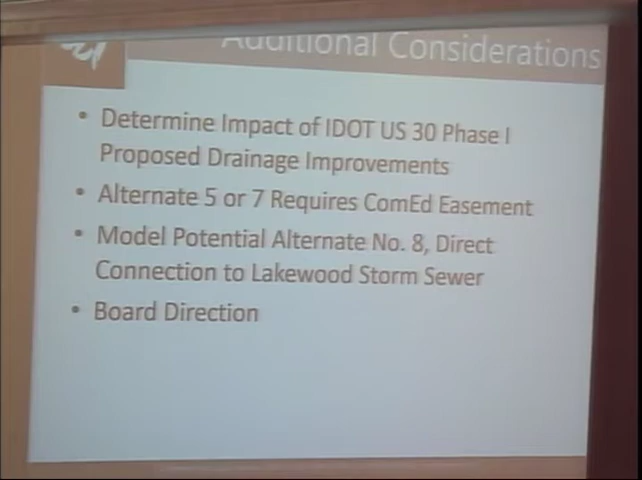 Additional Considerations
• Determine Impact of IDOT US 30 Phase I
Proposed Drainage Improvements
• Alternate 5 or 7 Requires ComEd Easement
• Model Potential Alternate No. 8, Direct
Connection to Lakewood Storm Sewer
• Board Direction